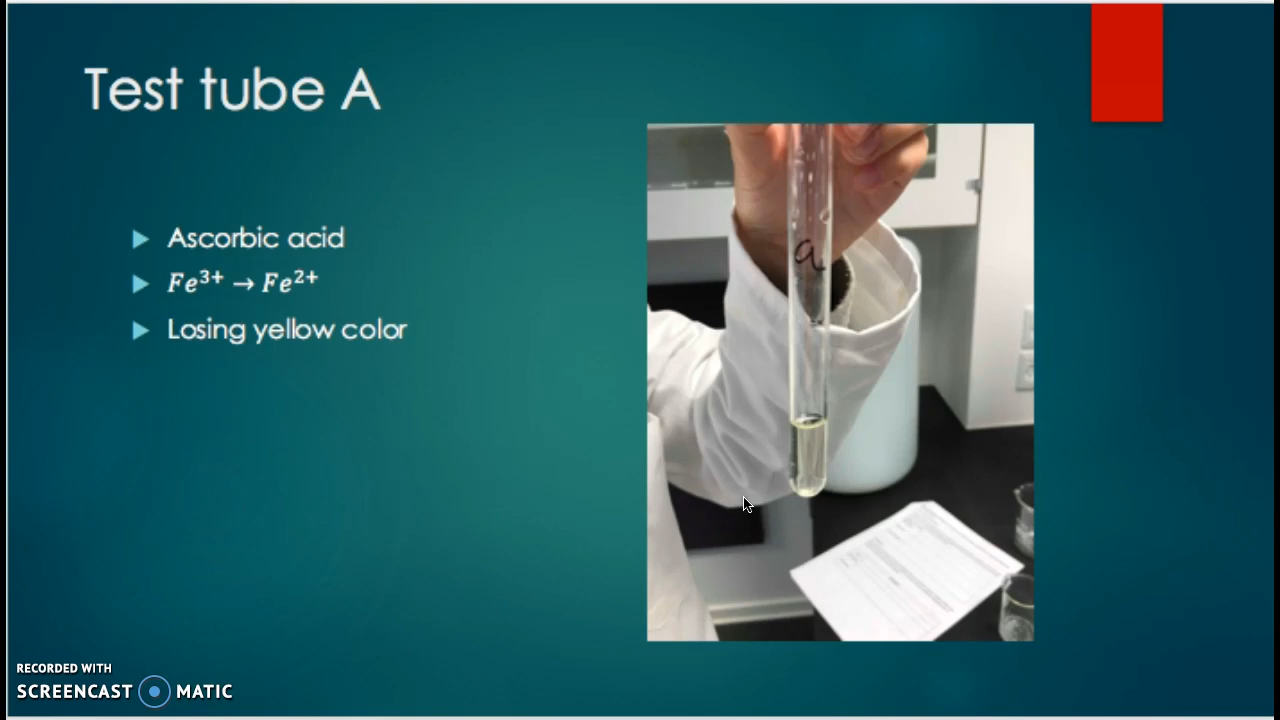 Test tube A
Ascorbic acid
Fe³⁺ → Fe²⁺
Losing yellow color
a
RECORDED WITH
SCREENCAST MATIC